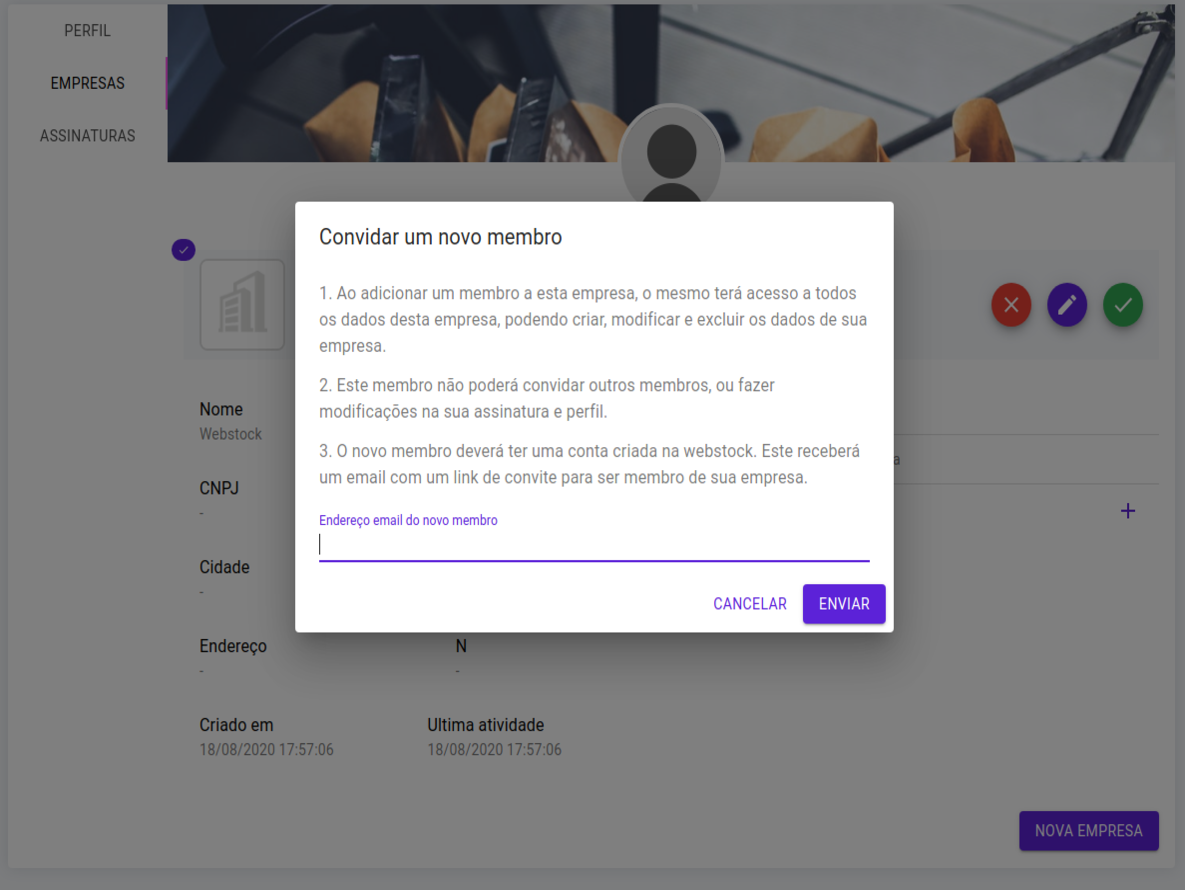 PERFIL
EMPRESAS
ASSINATURAS
Convidar um novo membro
1. Ao adicionar um membro a esta empresa, o mesmo terá acesso a todos
os dados desta empresa, podendo criar, modificar e excluir os dados de sua
empresa.
2. Este membro não poderá convidar outros membros, ou fazer
modificações na sua assinatura e perfil.
3. O novo membro deverá ter uma conta criada na webstock. Este receberá
um email com um link de convite para ser membro de sua empresa.
Endereço email do novo membro
CANCELAR ENVIAR
Nome
Webstock
a
CNPJ
-
Cidade
-
Endereço N
- -
Criado em Ultima atividade
18/08/2020 17:57:06 18/08/2020 17:57:06
NOVA EMPRESA